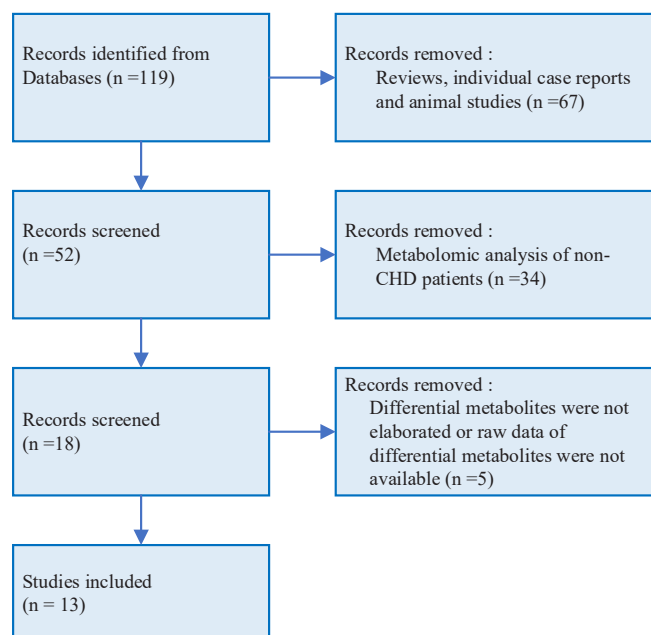 Records identified from
Databases (n =119)
Records removed :
Reviews, individual case reports
and animal studies (n =67)
Records screened
(n =52)
Records removed :
Metabolomic analysis of non-
CHD patients (n =34)
Records screened
(n =18)
Records removed :
Differential metabolites were not
elaborated or raw data of
differential metabolites were not
available (n =5)
Studies included
(n = 13)